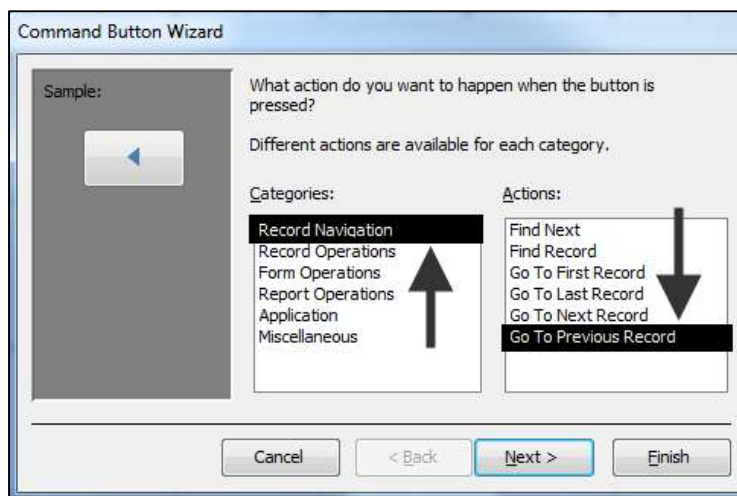 Command Button Wizard
Sample:
What action do you want to happen when the button is
pressed?
Different actions are available for each category.
Categories:
Record Navigation
Record Operations
Form Operations
Report Operations
Application
Miscellaneous
Actions:
Find Next
Find Record
Go To First Record
Go To Last Record
Go To Next Record
Go To Previous Record
Cancel
< Back
Next >
Finish